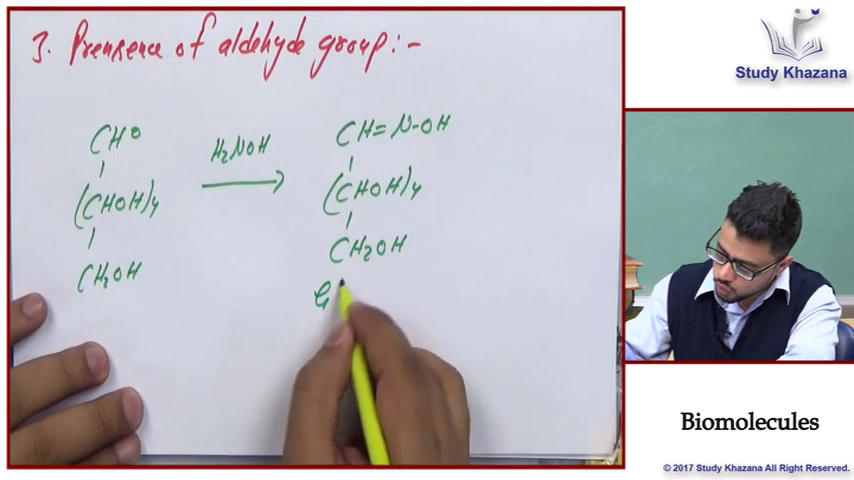 3. Prensence of aldehyde group:-
CHO H2NOH CH=N-OH
(CHOH)4 (CHOH)4
CH2OH CH2OH
G
Study Khazana
Biomolecules
© 2017 Study Khazana All Right Reserved.